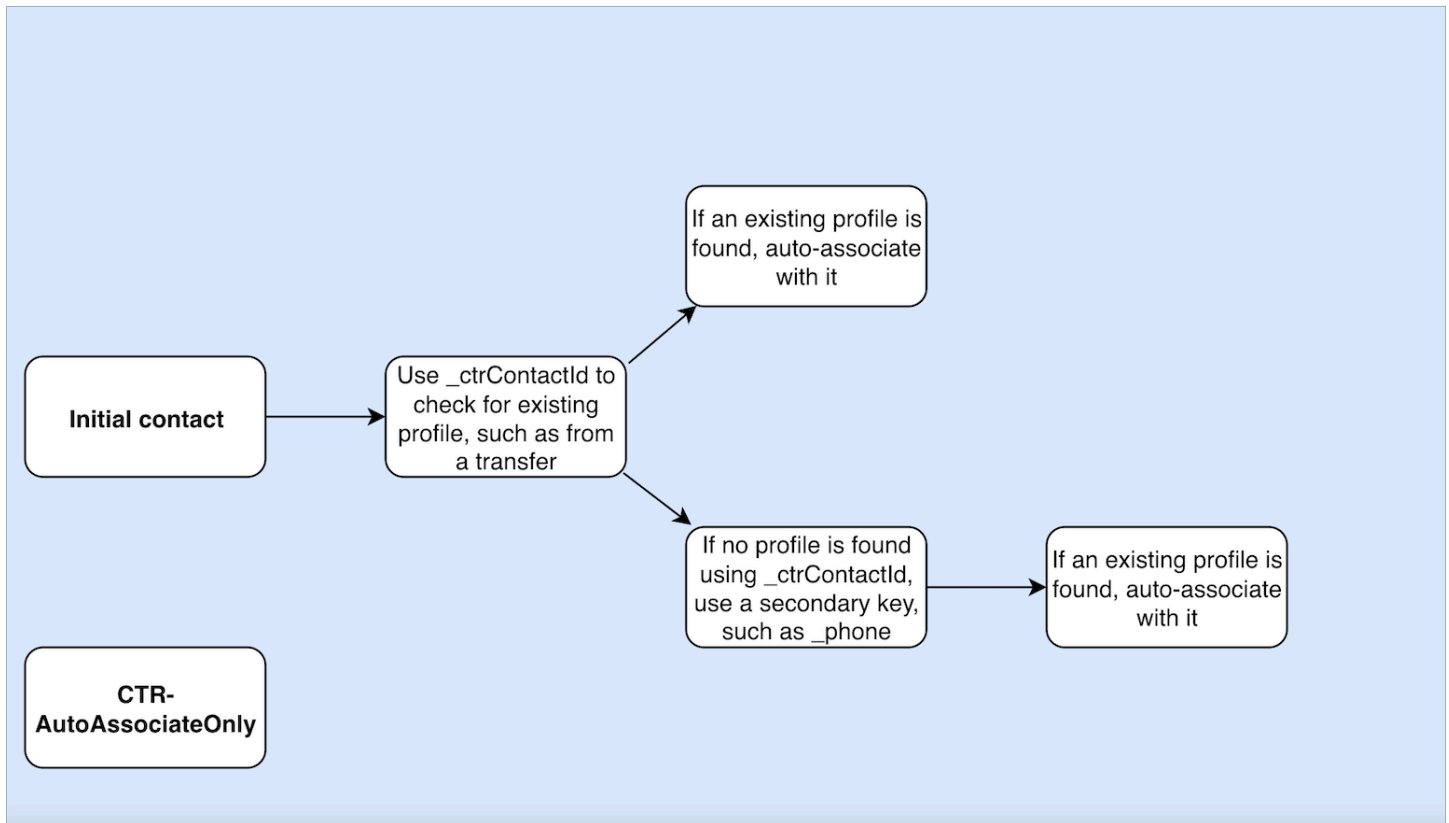 If an existing profile is
found, auto-associate
with it
Initial contact
Use _ctrContactId to
check for existing
profile, such as from
a transfer
If no profile is found
using _ctrContactId,
use a secondary key,
such as _phone
If an existing profile is
found, auto-associate
with it
CTR-
AutoAssociateOnly